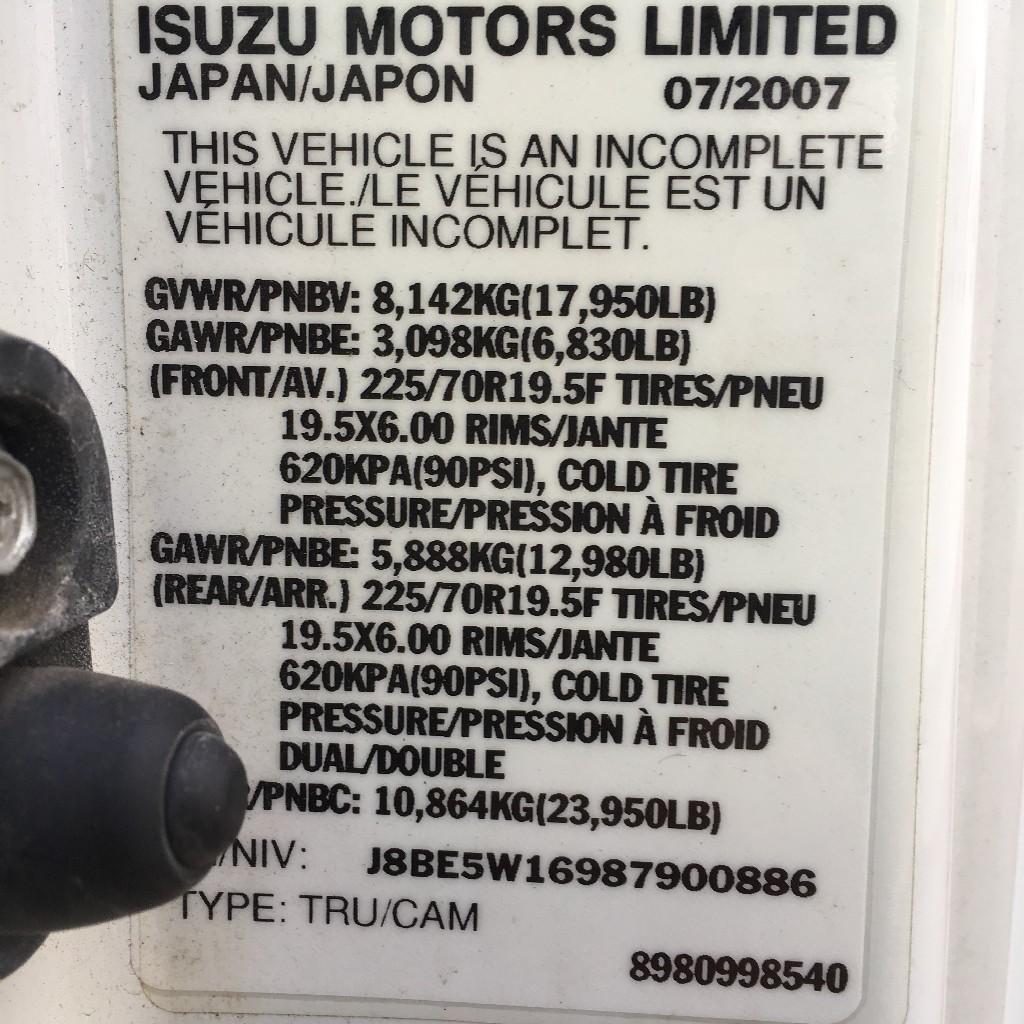 ISUZU MOTORS LIMITED
JAPAN/JAPON 07/2007
THIS VEHICLE IS AN INCOMPLETE
VEHICLE./LE VÉHICULE EST UN
VÉHICULE INCOMPLET.
GVWR/PNBV: 8,142KG(17,950LB)
GAWR/PNBE: 3,098KG(6,830LB)
(FRONT/AV.) 225/70R19.5F TIRES/PNEU
19.5X6.00 RIMS/JANTE
620KPA(90PSI), COLD TIRE
PRESSURE/PRESSION À FROID
GAWR/PNBE: 5,888KG(12,980LB)
(REAR/ARR.) 225/70R19.5F TIRES/PNEU
19.5X6.00 RIMS/JANTE
620KPA(90PSI), COLD TIRE
PRESSURE/PRESSION À FROID
DUAL/DOUBLE
/PNBC: 10,864KG(23,950LB)
/NIV: J8BE5W16987900886
TYPE: TRU/CAM
8980998540